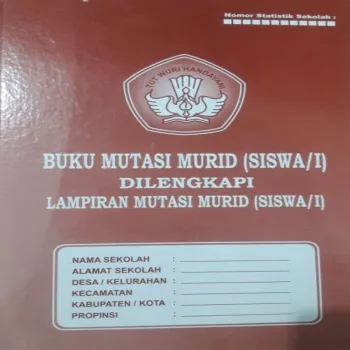 Nomor Statistik Sekolah :
TUT WURI HANDAYANI
BUKU MUTASI MURID (SISWA/I)
DILENGKAPI
LAMPIRAN MUTASI MURID (SISWA/I)
NAMA SEKOLAH :
ALAMAT SEKOLAH :
DESA / KELURAHAN :
KECAMATAN :
KABUPATEN / KOTA :
PROPINSI :